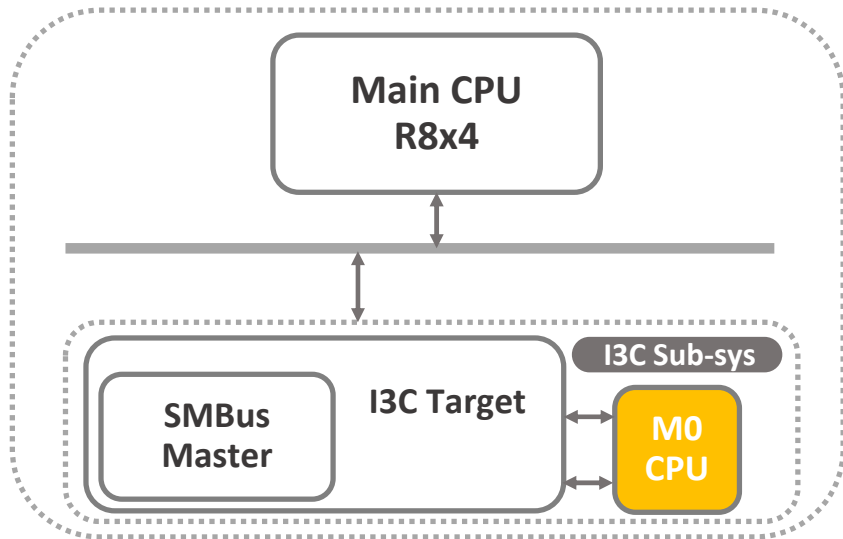 Main CPU
R8x4
I3C Sub-sys
I3C Target
SMBus
Master
M0
CPU